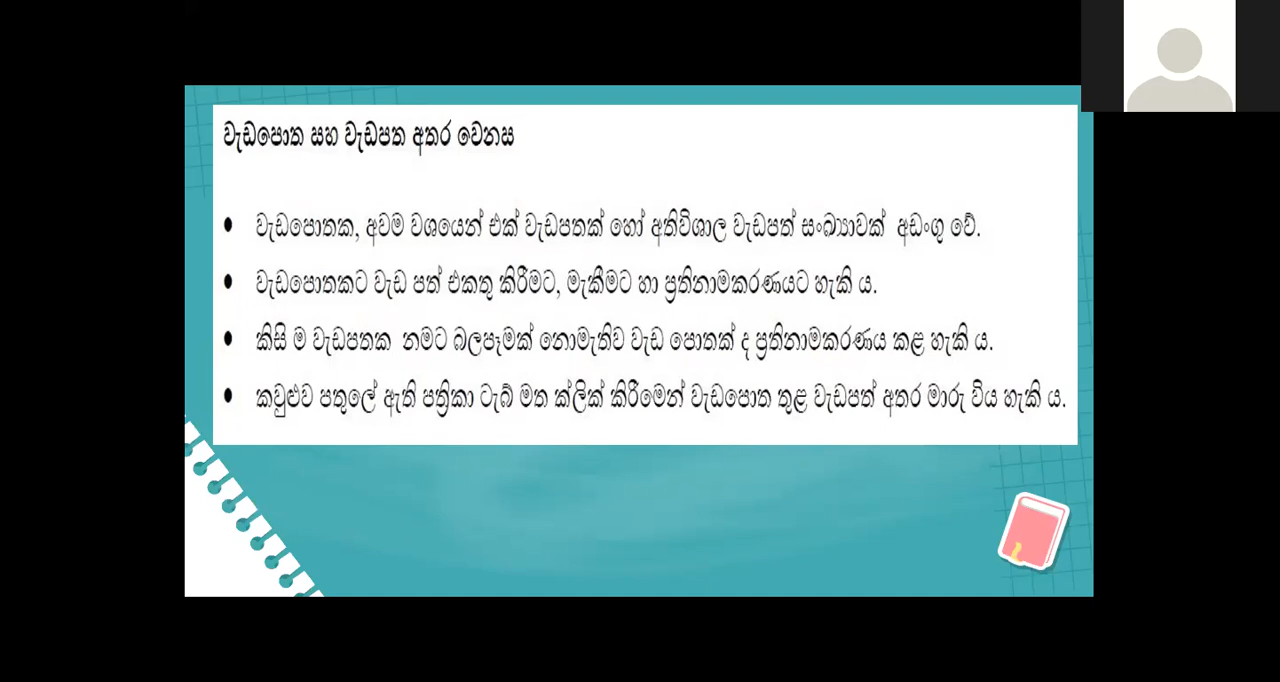 වැඩපොත සහ වැඩපත අතර වෙනස
• වැඩපොතක, අවම වශයෙන් එක් වැඩපතක් හෝ අතිවිශාල වැඩපත් සංඛ්‍යාවක් අඩංගු වේ.
• වැඩපොතකට වැඩ පත් එකතු කිරීමට, මැකීමට හා ප්‍රතිනාමකරණයට හැකි ය.
• කිසි ම වැඩපතක නමට බලපෑමක් නොමැතිව වැඩ පොතක් ද ප්‍රතිනාමකරණය කළ හැකි ය.
• කවුළුව පතුලේ ඇති පත්‍රිකා ටැබ් මත ක්ලික් කිරීමෙන් වැඩපොත තුළ වැඩපත් අතර මාරු විය හැකි ය.